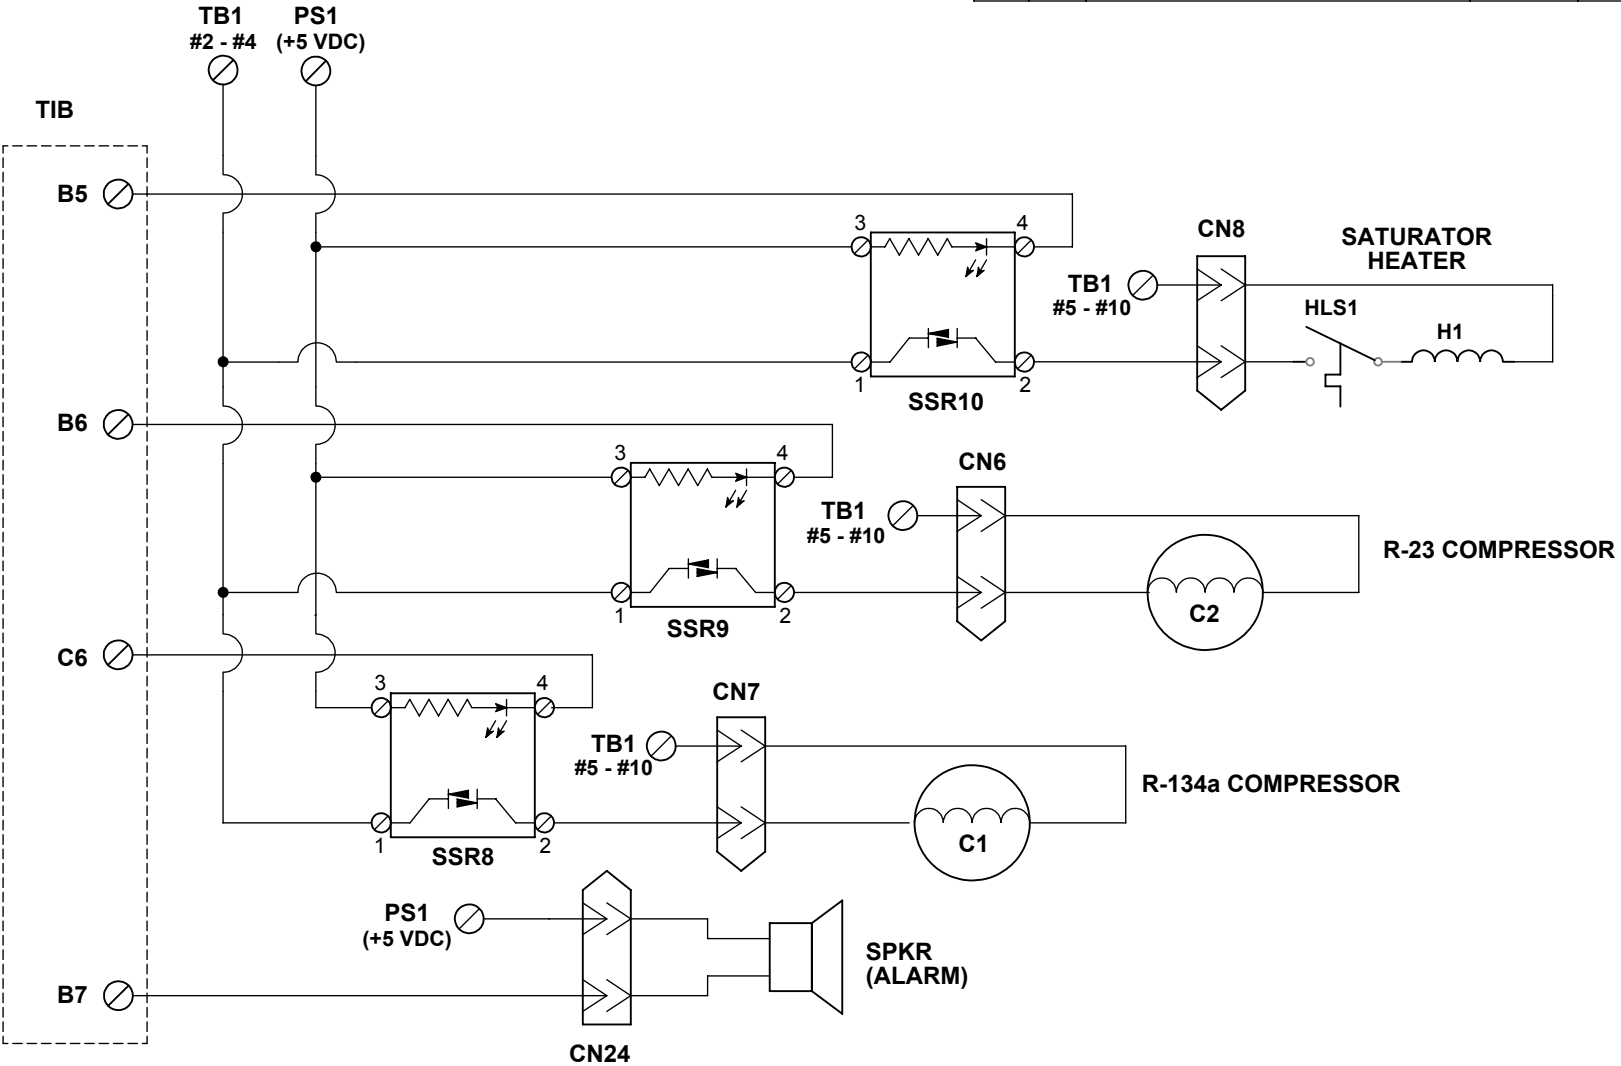 TB1
#2 - #4
PS1
(+5 VDC)
TIB
B5
3
4
CN8
SATURATOR
HEATER
TB1
#5 - #10
HLS1
H1
1
2
SSR10
B6
3
4
CN6
TB1
#5 - #10
R-23 COMPRESSOR
C2
1
2
SSR9
C6
3
4
CN7
TB1
#5 - #10
R-134a COMPRESSOR
C1
1
2
SSR8
PS1
(+5 VDC)
SPKR
(ALARM)
B7
CN24